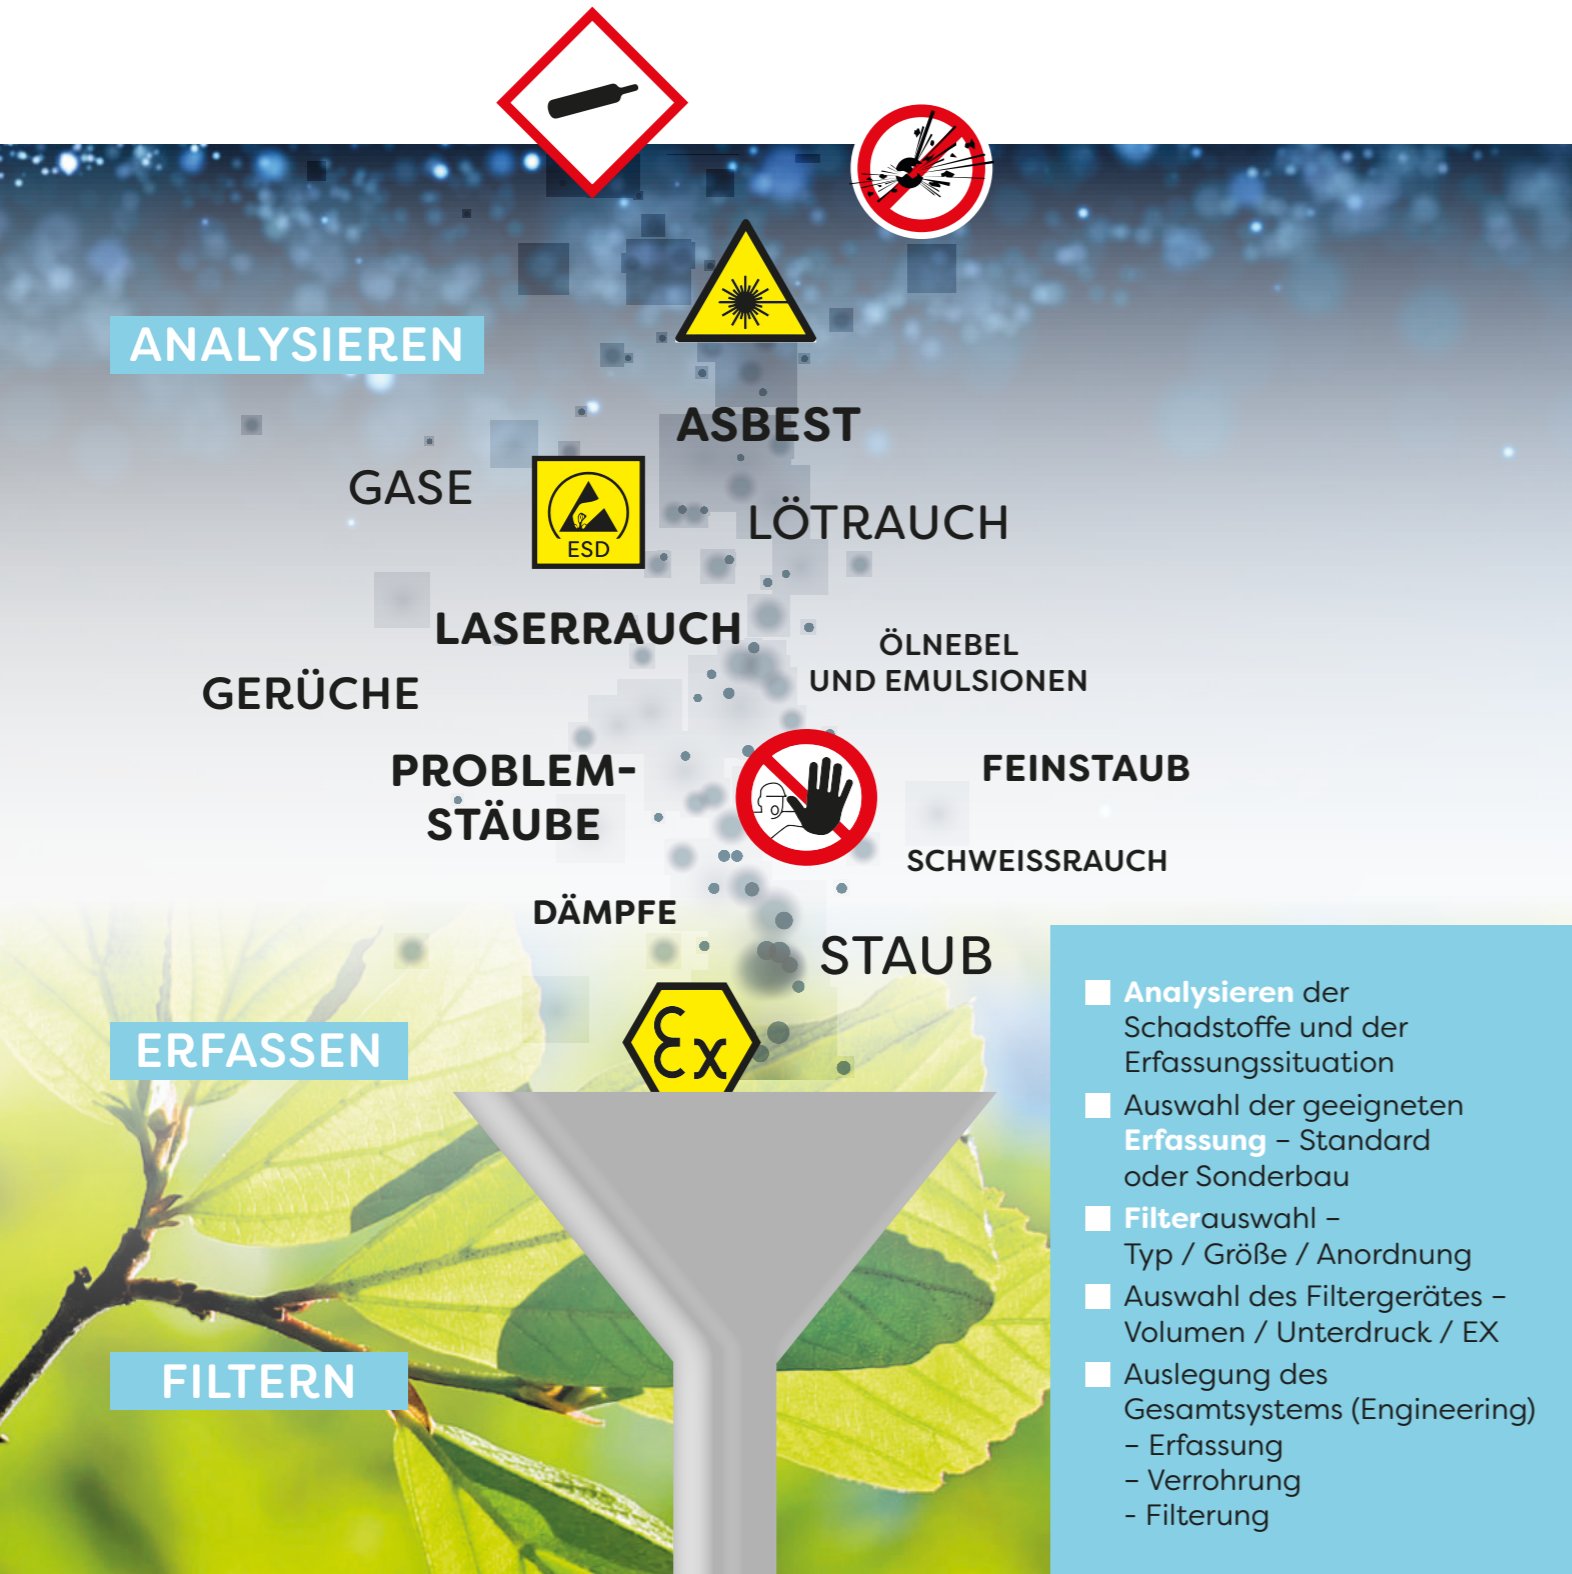 ANALYSIEREN
ASBEST
GASE
ESD
LÖTRAUCH
LASERRAUCH
ÖLNEBEL
UND EMULSIONEN
GERÜCHE
PROBLEM-
STÄUBE
FEINSTAUB
SCHWEISSRAUCH
DÄMPFE
STAUB
ERFASSEN
Ex
FILTERN
Analysieren der
Schadstoffe und der
Erfassungssituation
Auswahl der geeigneten
Erfassung – Standard
oder Sonderbau
Filterauswahl –
Typ / Größe / Anordnung
Auswahl des Filtergerätes –
Volumen / Unterdruck / EX
Auslegung des
Gesamtsystems (Engineering)
– Erfassung
– Verrohrung
- Filterung